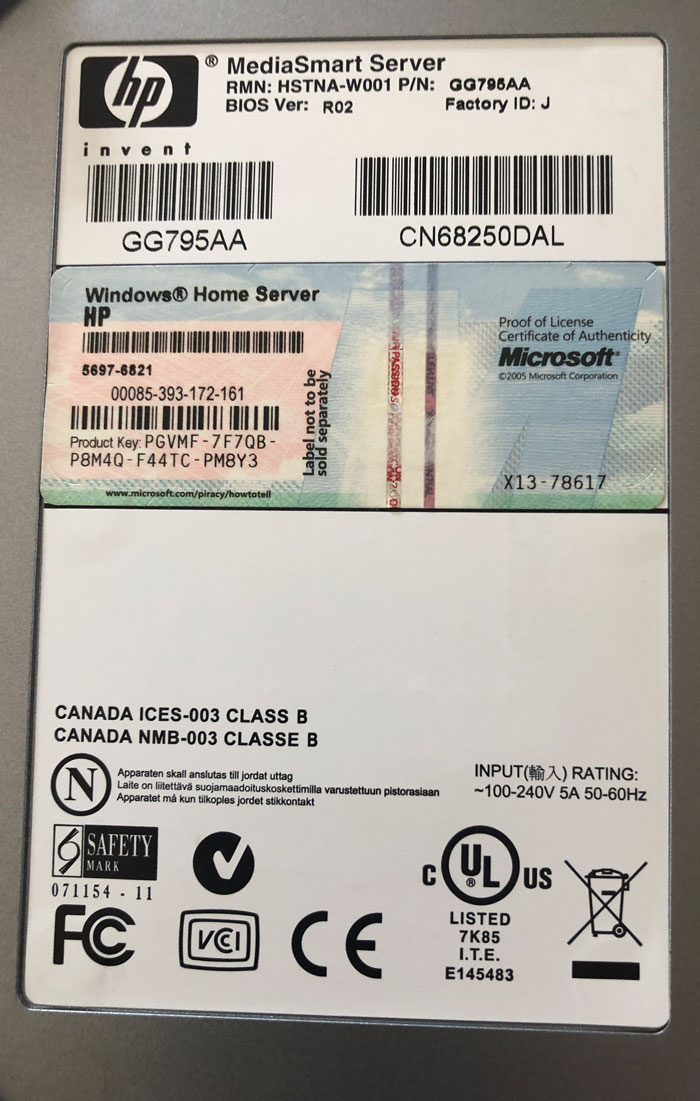 hp ® MediaSmart Server
RMN: HSTNA-W001 P/N: GG795AA
BIOS Ver: R02 Factory ID: J
invent
GG795AA
CN68250DAL
Windows® Home Server
HP
5697-6821
00085-393-172-161
Product Key: PGVMF-7F7QB-
P8M4Q-F44TC-PM8Y3
www.microsoft.com/piracy/howtotell
Label not to be
sold separately
Proof of License
Certificate of Authenticity
Microsoft®
©2005 Microsoft Corporation
X13-78617
CANADA ICES-003 CLASS B
CANADA NMB-003 CLASSE B
N
Apparaten skall anslutas till jordat uttag
Laite on liitettävä suojamaadoituskoskettimilla varustettuun pistorasiaan
Apparatet må kun tilkoples jordet stikkontakt
INPUT(輸入) RATING:
~100-240V 5A 50-60Hz
SAFETY
MARK
071154 - 11
C UL® US
LISTED
7K85
I.T.E.
E145483
FC
VCI
CE